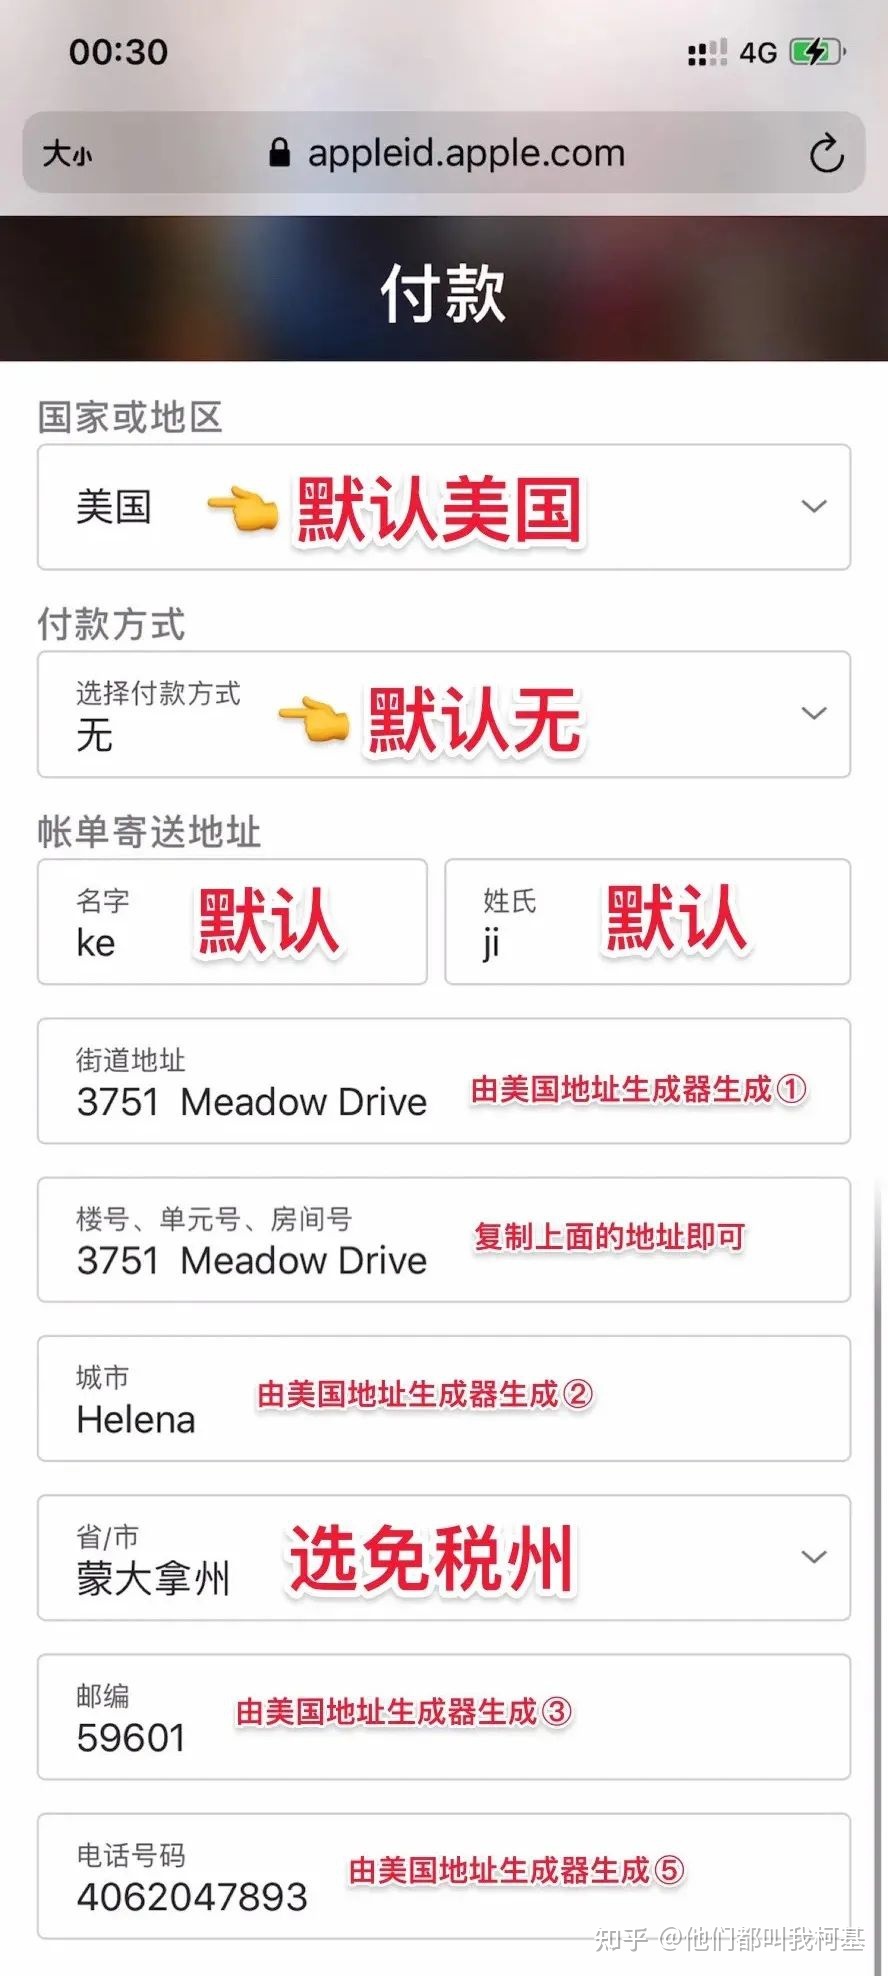 00:30
4G
大小
appleid.apple.com
付款
国家或地区
美国
默认美国
付款方式
选择付款方式
无
默认无
帐单寄送地址
名字
ke
默认
姓氏
ji
默认
街道地址
3751 Meadow Drive
由美国地址生成器生成①
楼号、单元号、房间号
3751 Meadow Drive
复制上面的地址即可
城市
Helena
由美国地址生成器生成②
省/市
蒙大拿州
选免税州
邮编
59601
由美国地址生成器生成③
电话号码
4062047893
由美国地址生成器生成⑤
知乎 @他们都叫我柯基